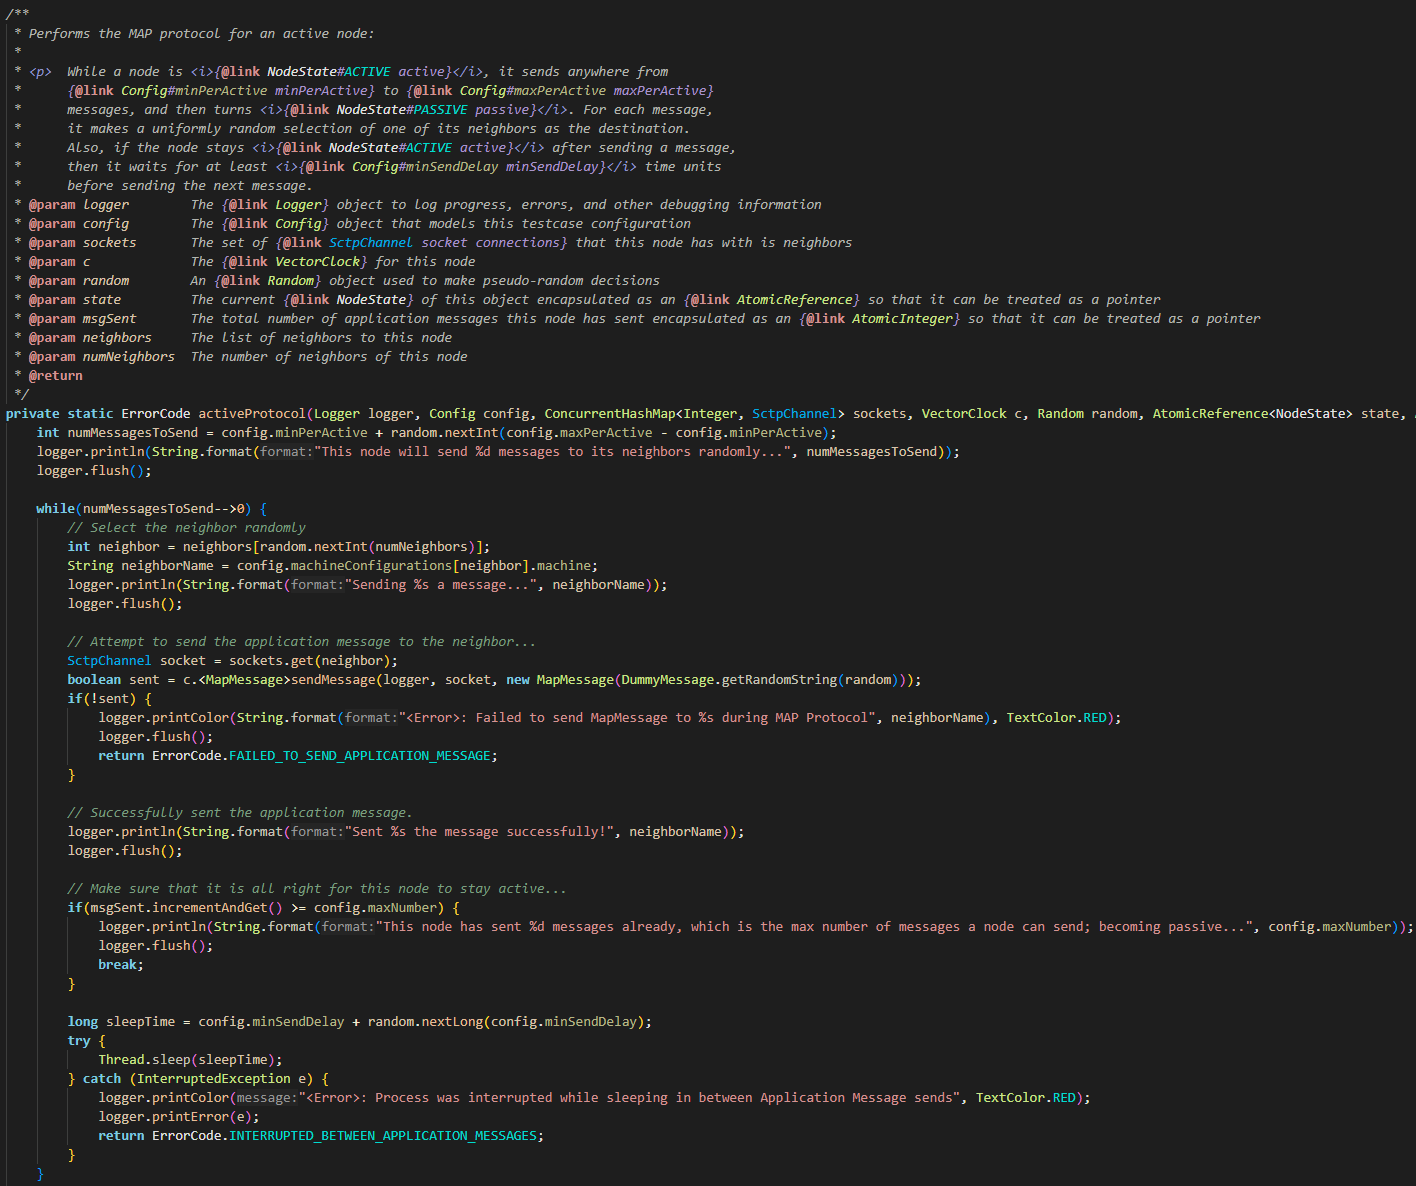 /**
 * Performs the MAP protocol for an active node:
 *
 * <p>  While a node is <i>{@link NodeState#ACTIVE active}</i>, it sends anywhere from
 *      {@link Config#minPerActive minPerActive} to {@link Config#maxPerActive maxPerActive}
 *      messages, and then turns <i>{@link NodeState#PASSIVE passive}</i>. For each message,
 *      it makes a uniformly random selection of one of its neighbors as the destination.
 *      Also, if the node stays <i>{@link NodeState#ACTIVE active}</i> after sending a message,
 *      then it waits for at least <i>{@link Config#minSendDelay minSendDelay}</i> time units
 *      before sending the next message.
 * @param logger        The {@link Logger} object to log progress, errors, and other debugging information
 * @param config        The {@link Config} object that models this testcase configuration
 * @param sockets       The set of {@link SctpChannel socket connections} that this node has with is neighbors
 * @param c             The {@link VectorClock} for this node
 * @param random        An {@link Random} object used to make pseudo-random decisions
 * @param state         The current {@link NodeState} of this object encapsulated as an {@link AtomicReference} so that it can be treated as a pointer
 * @param msgSent       The total number of application messages this node has sent encapsulated as an {@link AtomicInteger} so that it can be treated as a pointer
 * @param neighbors     The list of neighbors to this node
 * @param numNeighbors  The number of neighbors of this node
 * @return
 */
private static ErrorCode activeProtocol(Logger logger, Config config, ConcurrentHashMap<Integer, SctpChannel> sockets, VectorClock c, Random random, AtomicReference<NodeState> state,
    int numMessagesToSend = config.minPerActive + random.nextInt(config.maxPerActive - config.minPerActive);
    logger.println(String.format(format:"This node will send %d messages to its neighbors randomly...", numMessagesToSend));
    logger.flush();

    while(numMessagesToSend-->0) {
        // Select the neighbor randomly
        int neighbor = neighbors[random.nextInt(numNeighbors)];
        String neighborName = config.machineConfigurations[neighbor].machine;
        logger.println(String.format(format:"Sending %s a message...", neighborName));
        logger.flush();

        // Attempt to send the application message to the neighbor...
        SctpChannel socket = sockets.get(neighbor);
        boolean sent = c.<MapMessage>sendMessage(logger, socket, new MapMessage(DummyMessage.getRandomString(random)));
        if(!sent) {
            logger.printColor(String.format(format:"<Error>: Failed to send MapMessage to %s during MAP Protocol", neighborName), TextColor.RED);
            logger.flush();
            return ErrorCode.FAILED_TO_SEND_APPLICATION_MESSAGE;
        }

        // Successfully sent the application message.
        logger.println(String.format(format:"Sent %s the message successfully!", neighborName));
        logger.flush();

        // Make sure that it is all right for this node to stay active...
        if(msgSent.incrementAndGet() >= config.maxNumber) {
            logger.println(String.format(format:"This node has sent %d messages already, which is the max number of messages a node can send; becoming passive...", config.maxNumber));
            logger.flush();
            break;
        }

        long sleepTime = config.minSendDelay + random.nextLong(config.minSendDelay);
        try {
            Thread.sleep(sleepTime);
        } catch (InterruptedException e) {
            logger.printColor(message:"<Error>: Process was interrupted while sleeping in between Application Message sends", TextColor.RED);
            logger.printError(e);
            return ErrorCode.INTERRUPTED_BETWEEN_APPLICATION_MESSAGES;
        }
    }